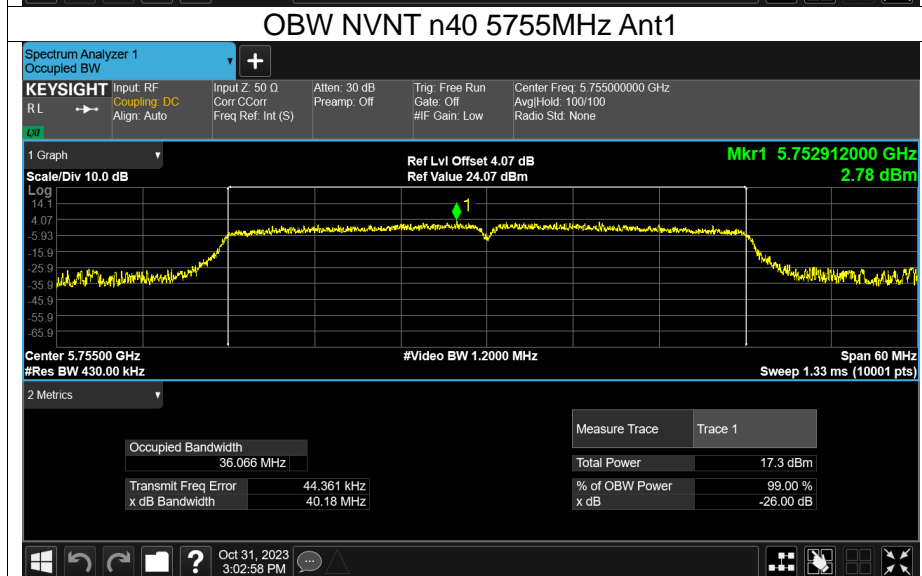 OBW NVNT n40 5755MHz Ant1
Spectrum Analyzer 1
Occupied BW
+
KEYSIGHT
R L
LXI
Input: RF
Coupling: DC
Align: Auto
Input Z: 50 Ω
Corr CCorr
Freq Ref: Int (S)
Atten: 30 dB
Preamp: Off
Trig: Free Run
Gate: Off
#IF Gain: Low
Center Freq: 5.755000000 GHz
Avg|Hold: 100/100
Radio Std: None
1 Graph
Scale/Div 10.0 dB
Ref Lvl Offset 4.07 dB
Ref Value 24.07 dBm
Mkr1 5.752912000 GHz
2.78 dBm
Log
14.1
4.07
-5.93
-15.9
-25.9
-35.9
-45.9
-55.9
-65.9
1
Center 5.75500 GHz
#Res BW 430.00 kHz
#Video BW 1.2000 MHz
Span 60 MHz
Sweep 1.33 ms (10001 pts)
2 Metrics
Measure Trace Trace 1
Occupied Bandwidth
36.066 MHz
Total Power 17.3 dBm
Transmit Freq Error 44.361 kHz
% of OBW Power 99.00 %
x dB Bandwidth 40.18 MHz
x dB -26.00 dB
?
Oct 31, 2023
3:02:58 PM